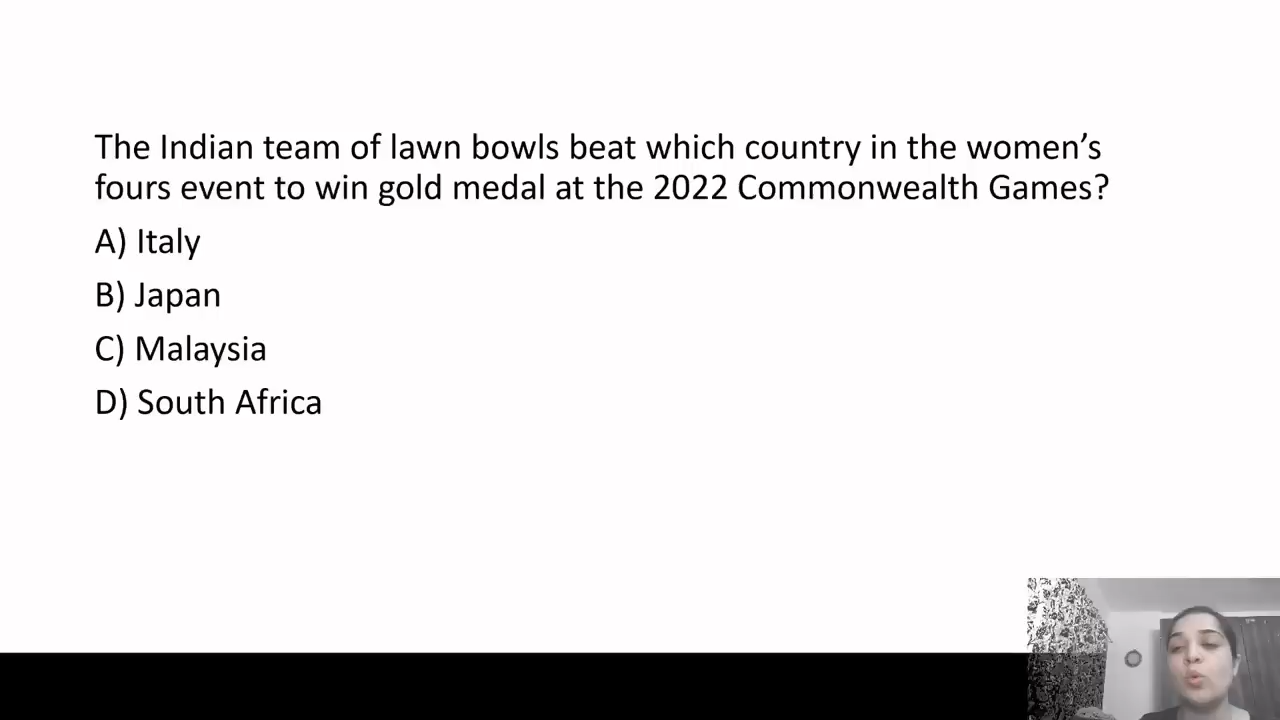 The Indian team of lawn bowls beat which country in the women’s
fours event to win gold medal at the 2022 Commonwealth Games?
A) Italy
B) Japan
C) Malaysia
D) South Africa